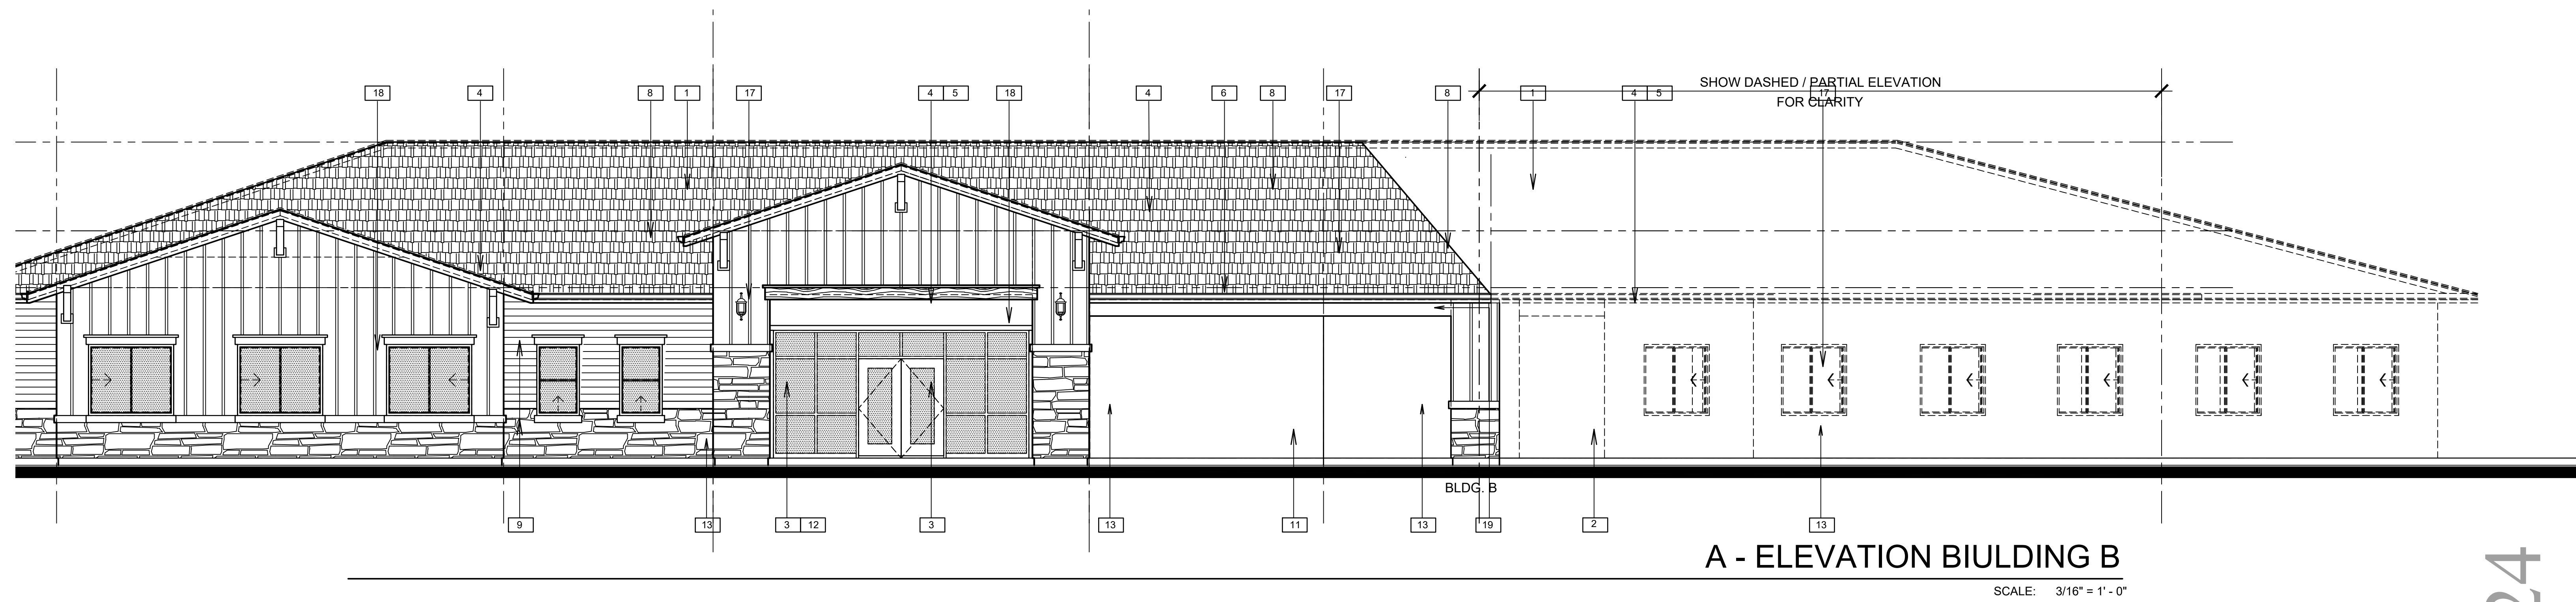 SHOW DASHED / PARTIAL ELEVATION
18 4 8 1 17 4 5 18 4 6 8 17 8 1 4 5 17
FOR CLARITY
BLDG. B
9 13 3 12 3 13 11 13 19 2 13
A - ELEVATION BIULDING B
SCALE: 3/16" = 1' - 0"
24